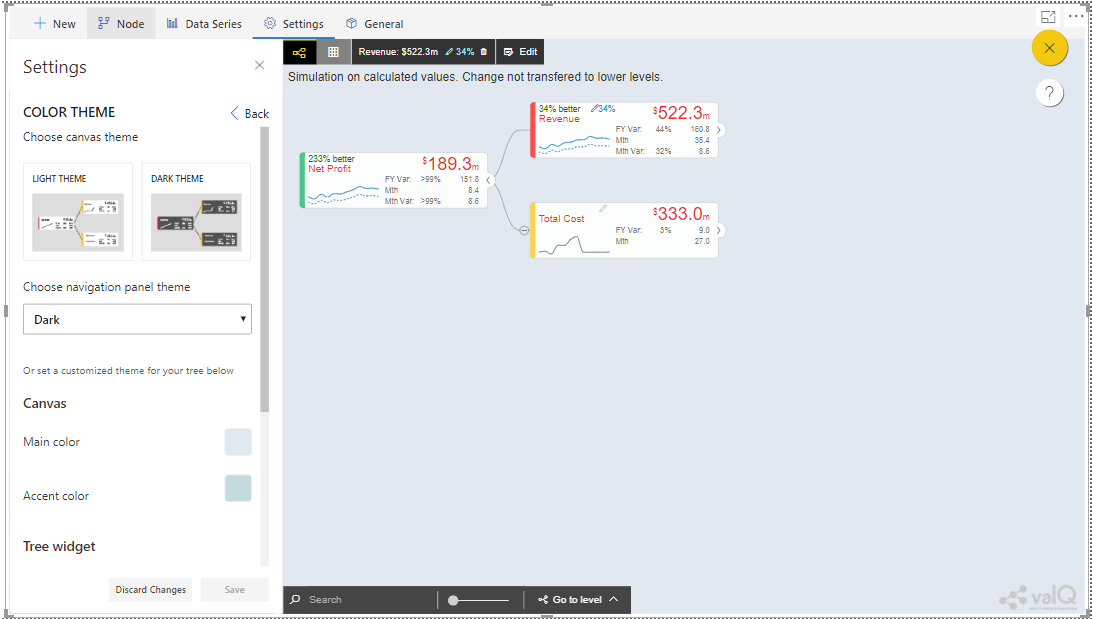 New
Node
Data Series
Settings
General
Settings
COLOR THEME
Back
Choose canvas theme
LIGHT THEME
DARK THEME
Choose navigation panel theme
Dark
Or set a customized theme for your tree below
Canvas
Main color
Accent color
Tree widget
Discard Changes
Save
Revenue: $522.3m 34%
Edit
Simulation on calculated values. Change not transfered to lower levels.
?
233% better
Net Profit
$189.3m
FY Var: >99% 151.8
Mth 8.4
Mth Var: >99% 8.6
34% better 34%
Revenue
$522.3m
FY Var: 44% 160.8
Mth 35.4
Mth Var: 32% 8.6
Total Cost
$333.0m
FY Var: 3% 9.0
Mth 27.0
Search
Go to level
valQ